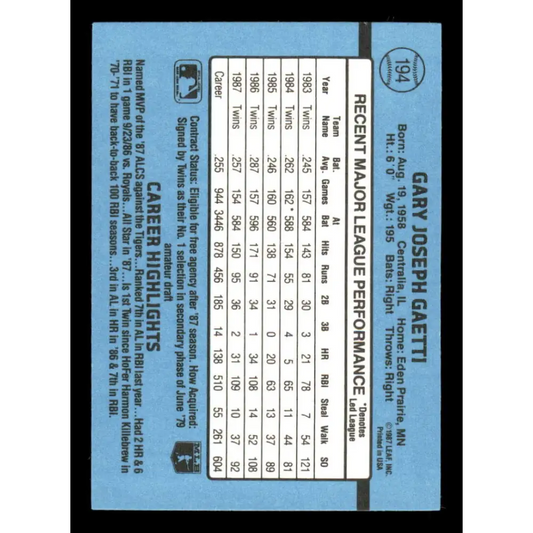 194
GARY JOSEPH GAETTI
©1987 LEAF, INC.
Printed in USA
Born: Aug. 19, 1958 Centralia, IL Home: Eden Prairie, MN
Ht.: 6' 0" Wgt.: 195 Bats: Right Throws: Right
RECENT MAJOR LEAGUE PERFORMANCE *Denotes Led League
Year Team Name Bat. Avg. Games At Bat Hits Runs 2B 3B HR RBI Steal Walk SO
1983 Twins .245 157 584 143 81 30 3 21 78 7 54 121
1984 Twins .262 162* 588 154 55 29 4 5 65 11 44 81
1985 Twins .246 160 560 138 71 31 0 20 63 13 37 89
1986 Twins .287 157 596 171 91 34 1 34 108 14 52 108
1987 Twins .257 154 584 150 95 36 2 31 109 10 37 92
Career .255 944 3446 878 456 185 14 138 510 55 261 604
Contract Status: Eligible for free agency after '87 season. How Acquired:
Signed by Twins as their No. 1 selection in secondary phase of June '79
amateur draft
CAREER HIGHLIGHTS
Named MVP of the '87 ALCS against the Tigers...Ranked 7th in AL in RBI last year...Had 2 HR & 6
RBI in 1 game 9/23/86 vs. Royals...All Star in '87...is 1st Twin since HoFer Harmon Killebrew in
'70-'71 to have back-to-back 100 RBI seasons...3rd in AL in HR in '86 & 7th in RBI.